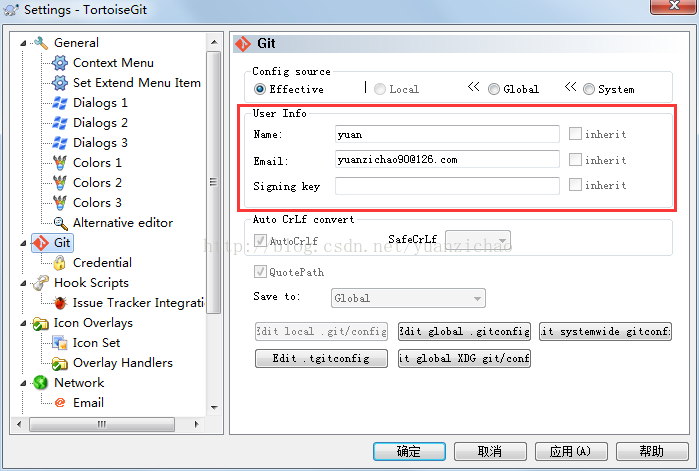 Settings - TortoiseGit
General
Context Menu
Set Extend Menu Item
Dialogs 1
Dialogs 2
Dialogs 3
Colors 1
Colors 2
Colors 3
Alternative editor
Git
Credential
Hook Scripts
Issue Tracker Integratio
Icon Overlays
Icon Set
Overlay Handlers
Network
Email
Git
Config source
Effective | Local << Global << System
User Info
Name: yuan inherit
Email: yuanzichao90@126.com inherit
Signing key inherit
Auto CrLf convert
AutoCrlf SafeCrLf
http://blog.csdn.net/yuanzichao
QuotePath
Save to: Global
Edit local .git/config Edit global .gitconfig it systemwide gitconf:
Edit .tgitconfig it global XDG git/conf
确定 取消 应用(A) 帮助